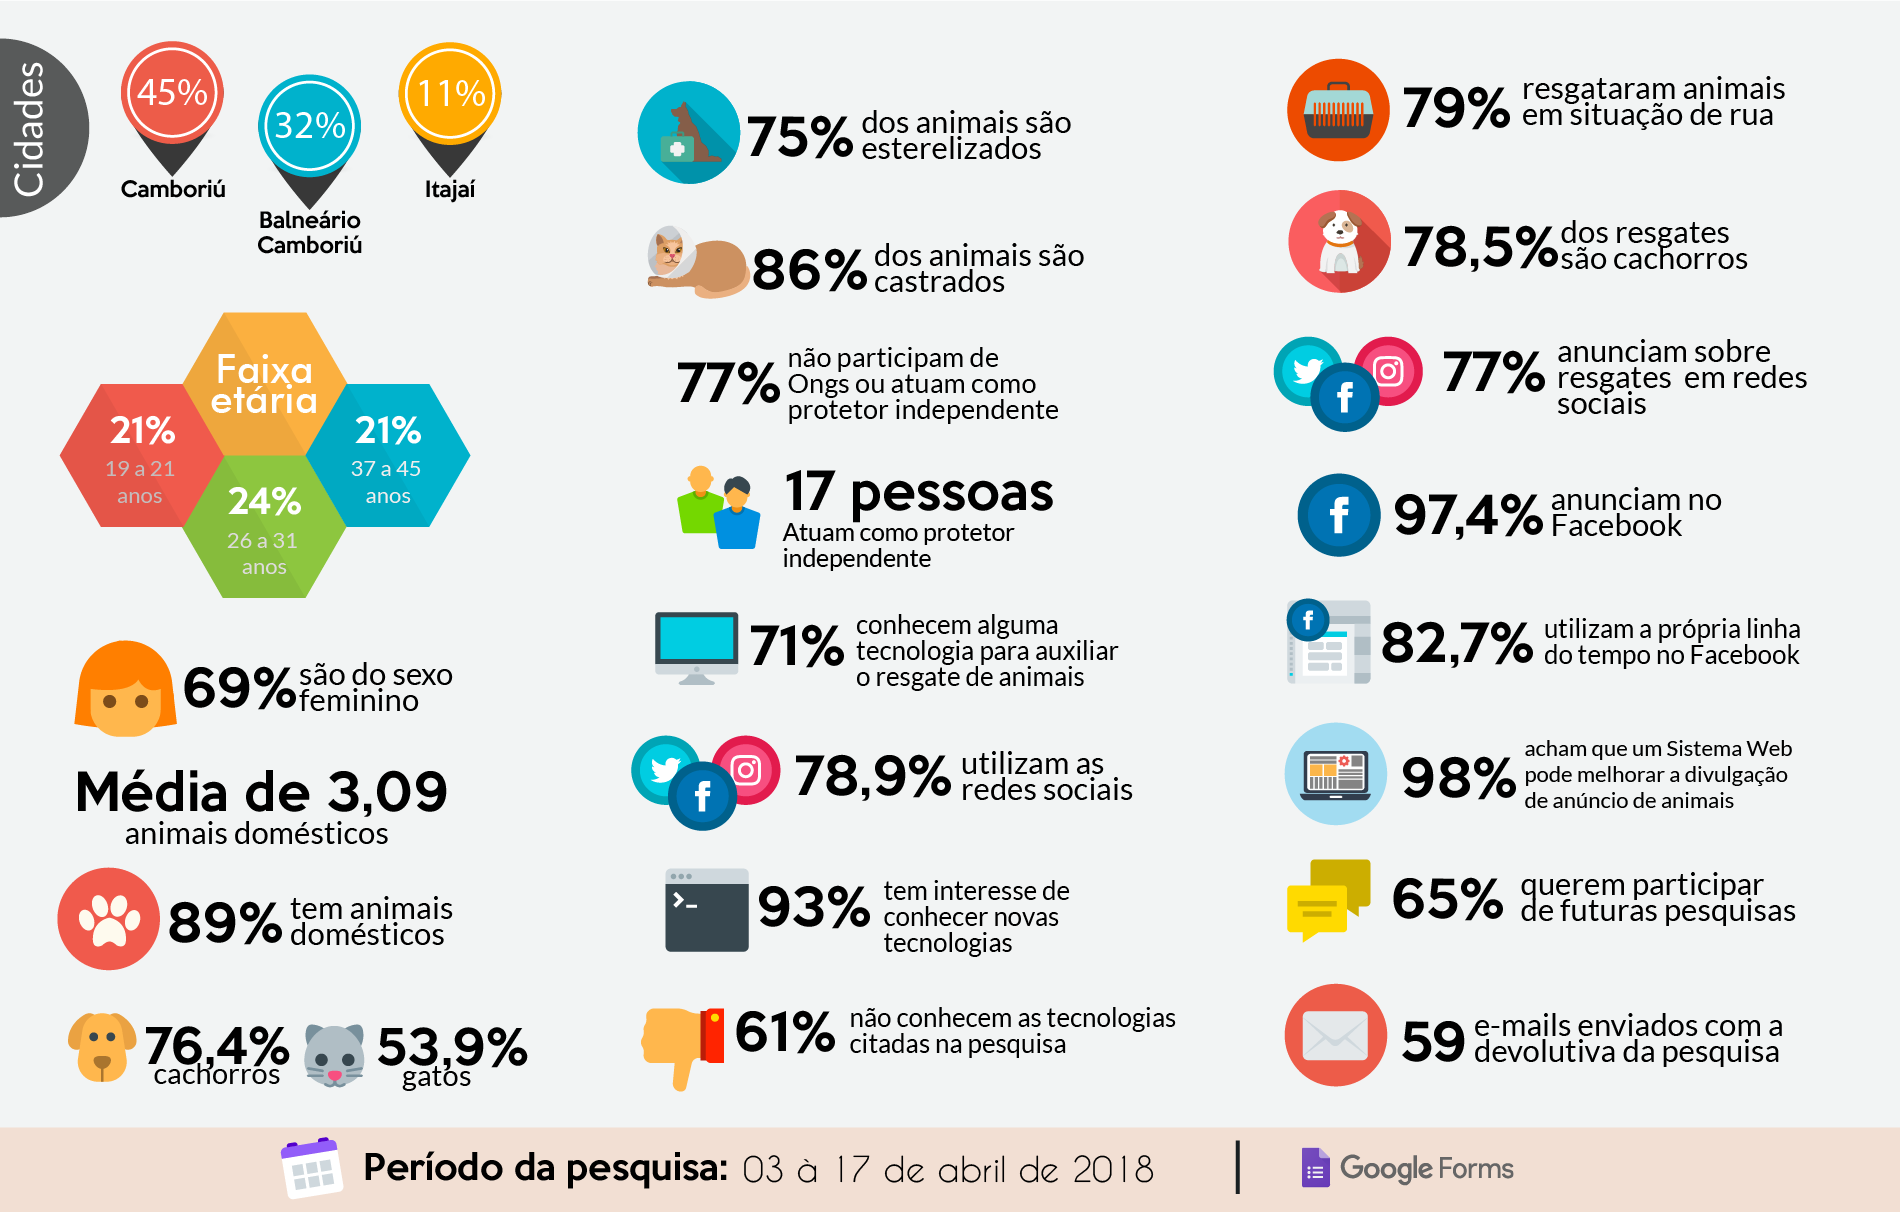 Cidades
45%
Camboriú
32%
Balneário
Camboriú
11%
Itajaí
Faixa
etária
21%
19 a 21
anos
24%
26 a 31
anos
21%
37 a 45
anos
69% são do sexo
feminino
Média de 3,09
animais domésticos
89% tem animais
domésticos
76,4%
cachorros
53,9%
gatos
75% dos animais são
esterelizados
86% dos animais são
castrados
77% não participam de
Ongs ou atuam como
protetor independente
17 pessoas
Atuam como protetor
independente
71% conhecem alguma
tecnologia para auxiliar
o resgate de animais
78,9% utilizam as
redes sociais
93% tem interesse de
conhecer novas
tecnologias
61% não conhecem as tecnologias
citadas na pesquisa
79% resgataram animais
em situação de rua
78,5% dos resgates
são cachorros
77% anunciam sobre
resgates em redes
sociais
97,4% anunciam no
Facebook
82,7% utilizam a própria linha
do tempo no Facebook
98% acham que um Sistema Web
pode melhorar a divulgação
de anúncio de animais
65% querem participar
de futuras pesquisas
59 e-mails enviados com a
devolutiva da pesquisa
Período da pesquisa: 03 à 17 de abril de 2018
Google Forms